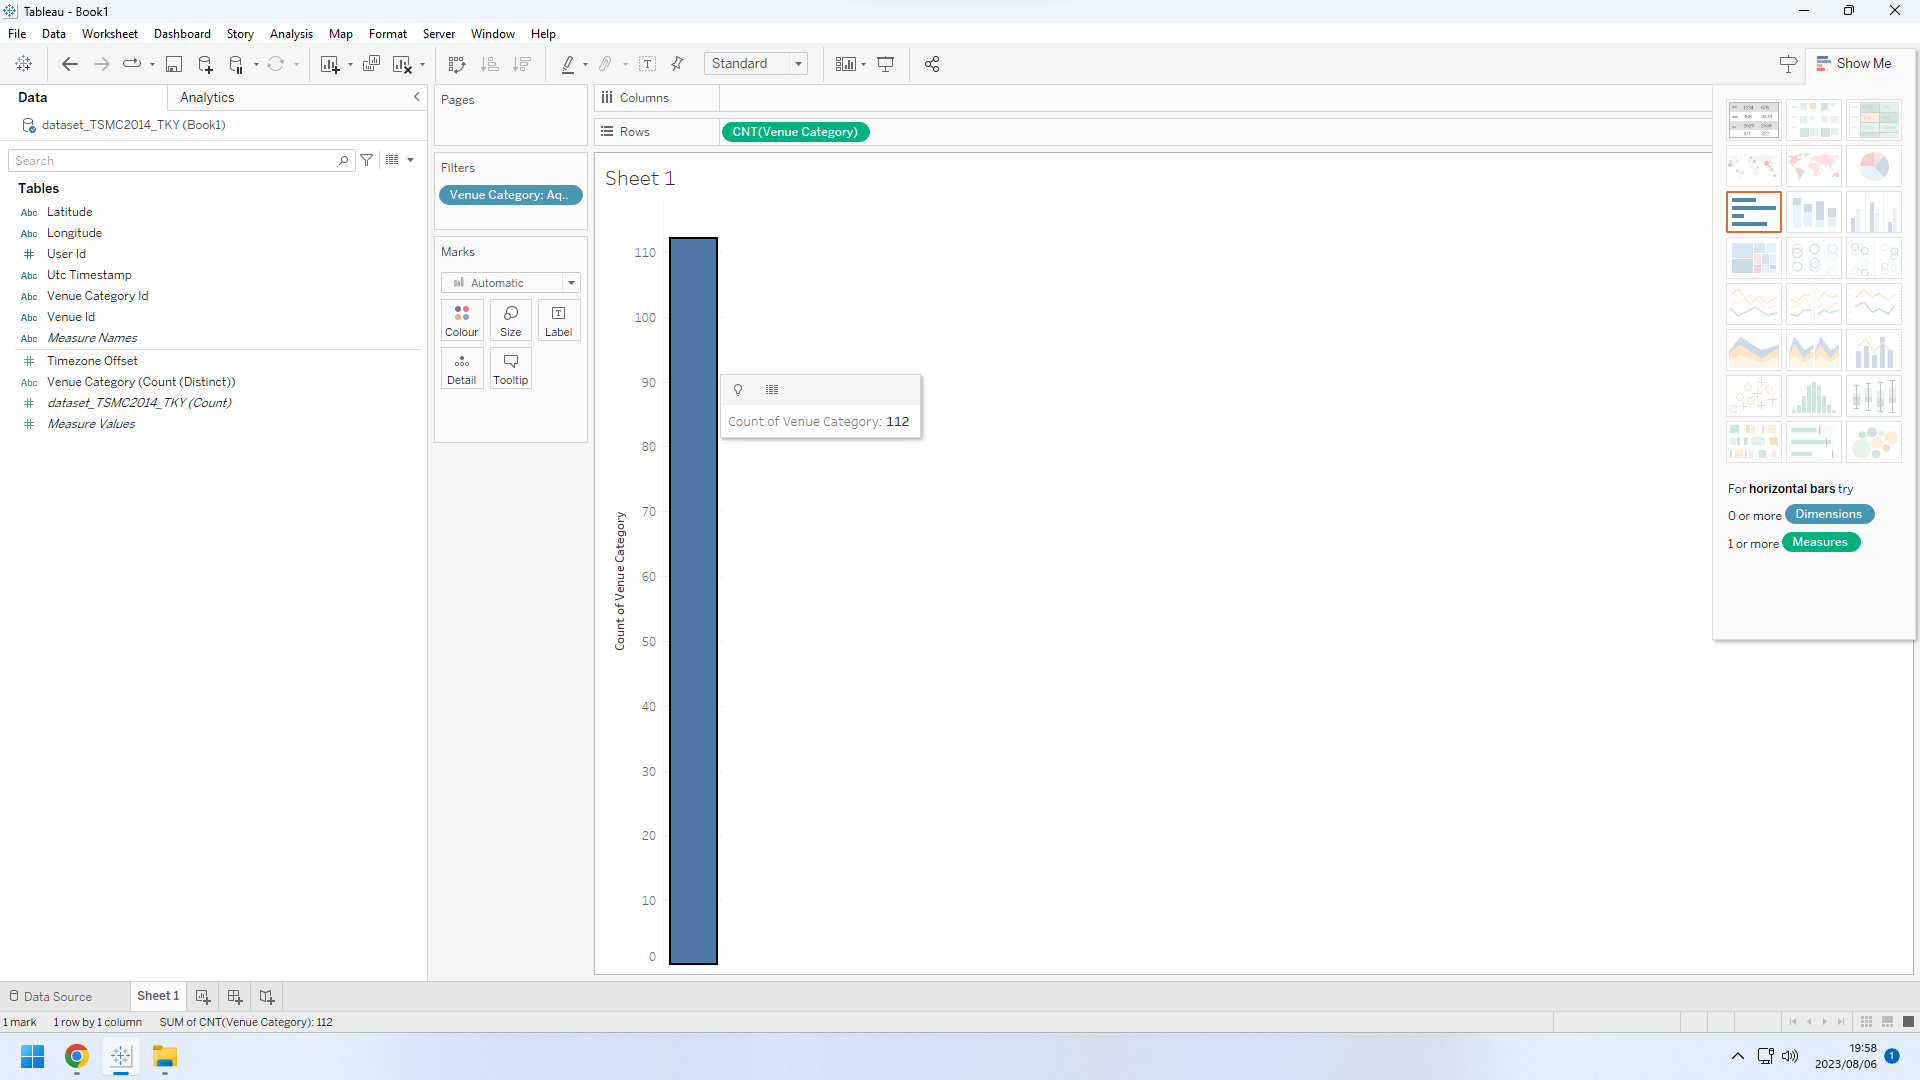 Tableau - Book1
File Data Worksheet Dashboard Story Analysis Map Format Server Window Help
Standard
Show Me
Data Analytics
dataset_TSMC2014_TKY (Book1)
Search
Tables
Abc Latitude
Abc Longitude
# User Id
Abc Utc Timestamp
Abc Venue Category Id
Abc Venue Id
Abc Measure Names
# Timezone Offset
Abc Venue Category (Count (Distinct))
# dataset_TSMC2014_TKY (Count)
# Measure Values
Pages
Filters
Venue Category: Aq..
Marks
Automatic
Colour Size Label
Detail Tooltip
Columns
Rows CNT(Venue Category)
Sheet 1
110
100
90
80
70
60
50
40
30
20
10
0
Count of Venue Category
Count of Venue Category: 112
For horizontal bars try
0 or more Dimensions
1 or more Measures
Data Source Sheet 1
1 mark 1 row by 1 column SUM of CNT(Venue Category): 112
19:58
2023/08/06 1